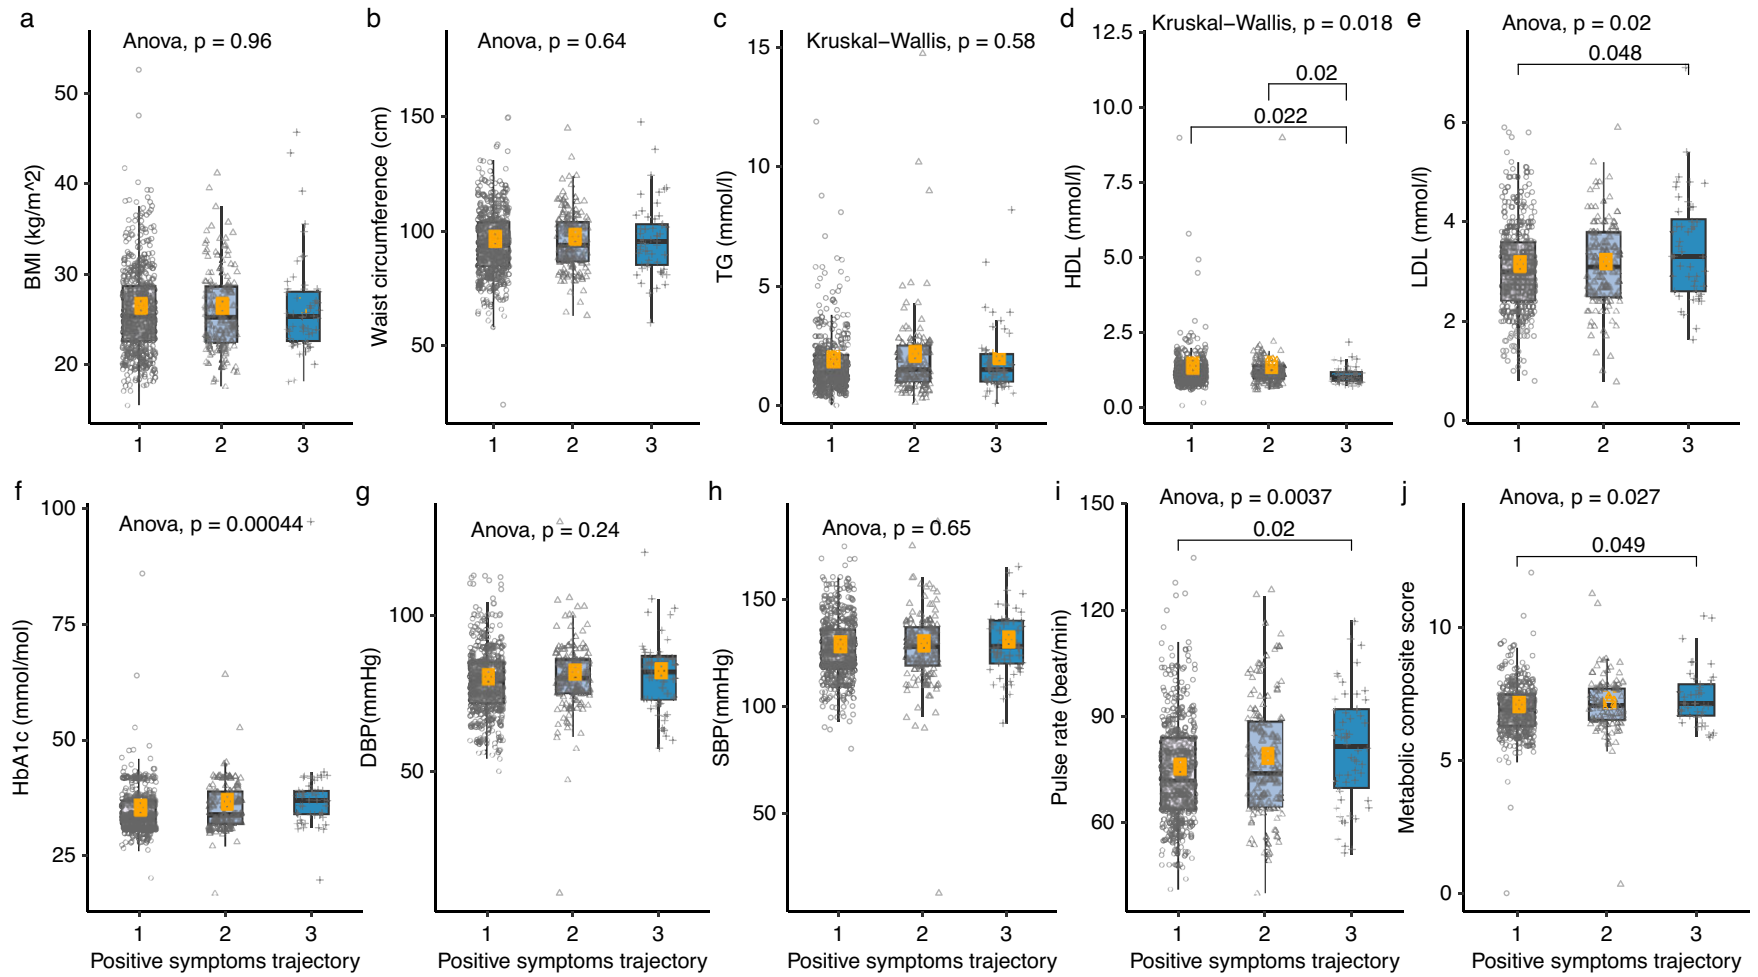 a
Anova, p = 0.96
BMI (kg/m^2)
50
40
30
20
1 2 3
b
Anova, p = 0.64
Waist circumference (cm)
150
100
50
1 2 3
c
Kruskal−Wallis, p = 0.58
TG (mmol/l)
15
10
5
0
1 2 3
d
Kruskal−Wallis, p = 0.018
HDL (mmol/l)
12.5
10.0
7.5
5.0
2.5
0.0
0.02
0.022
1 2 3
e
Anova, p = 0.02
LDL (mmol/l)
6
4
2
0
0.048
1 2 3
f
Anova, p = 0.00044
HbA1c (mmol/mol)
100
75
50
25
1 2 3
Positive symptoms trajectory
g
Anova, p = 0.24
DBP(mmHg)
100
50
1 2 3
Positive symptoms trajectory
h
Anova, p = 0.65
SBP(mmHg)
150
100
50
1 2 3
Positive symptoms trajectory
i
Anova, p = 0.0037
Pulse rate (beat/min)
150
120
90
60
0.02
1 2 3
Positive symptoms trajectory
j
Anova, p = 0.027
Metabolic composite score
10
5
0
0.049
1 2 3
Positive symptoms trajectory